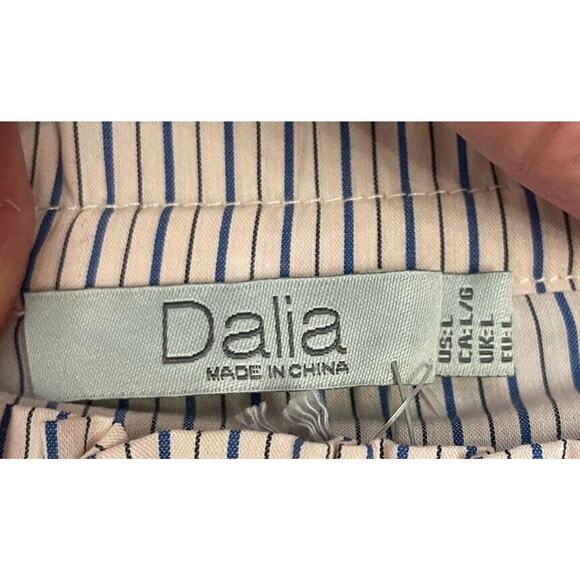 Dalia
MADE IN CHINA
US:L
CA:L/G
UK:L
EU:L